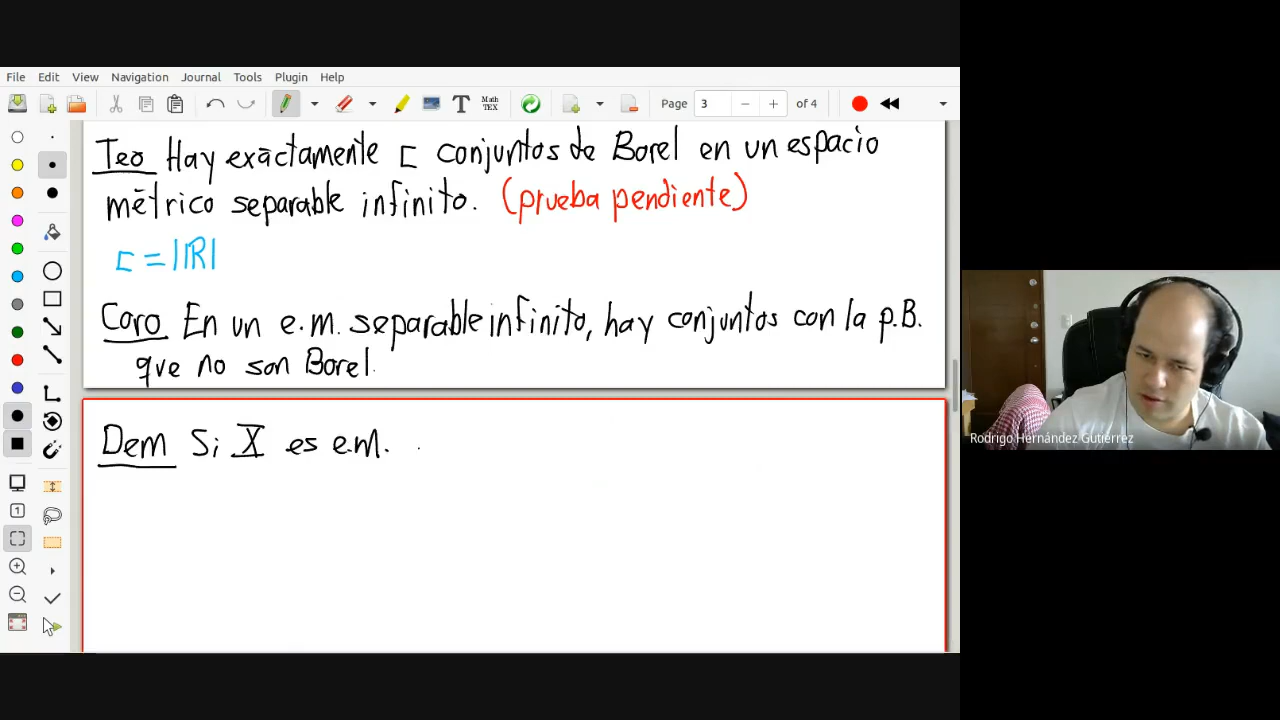 File Edit View Navigation Journal Tools Plugin Help
Page 3 of 4
Teo Hay exactamente c conjuntos de Borel en un espacio
métrico separable infinito. (prueba pendiente)
c = |ℝ|
Coro En un e.m. separable infinito, hay conjuntos con la p.B.
que no son Borel.
Dem Si X es e.m.
Rodrigo Hernández Gutiérrez